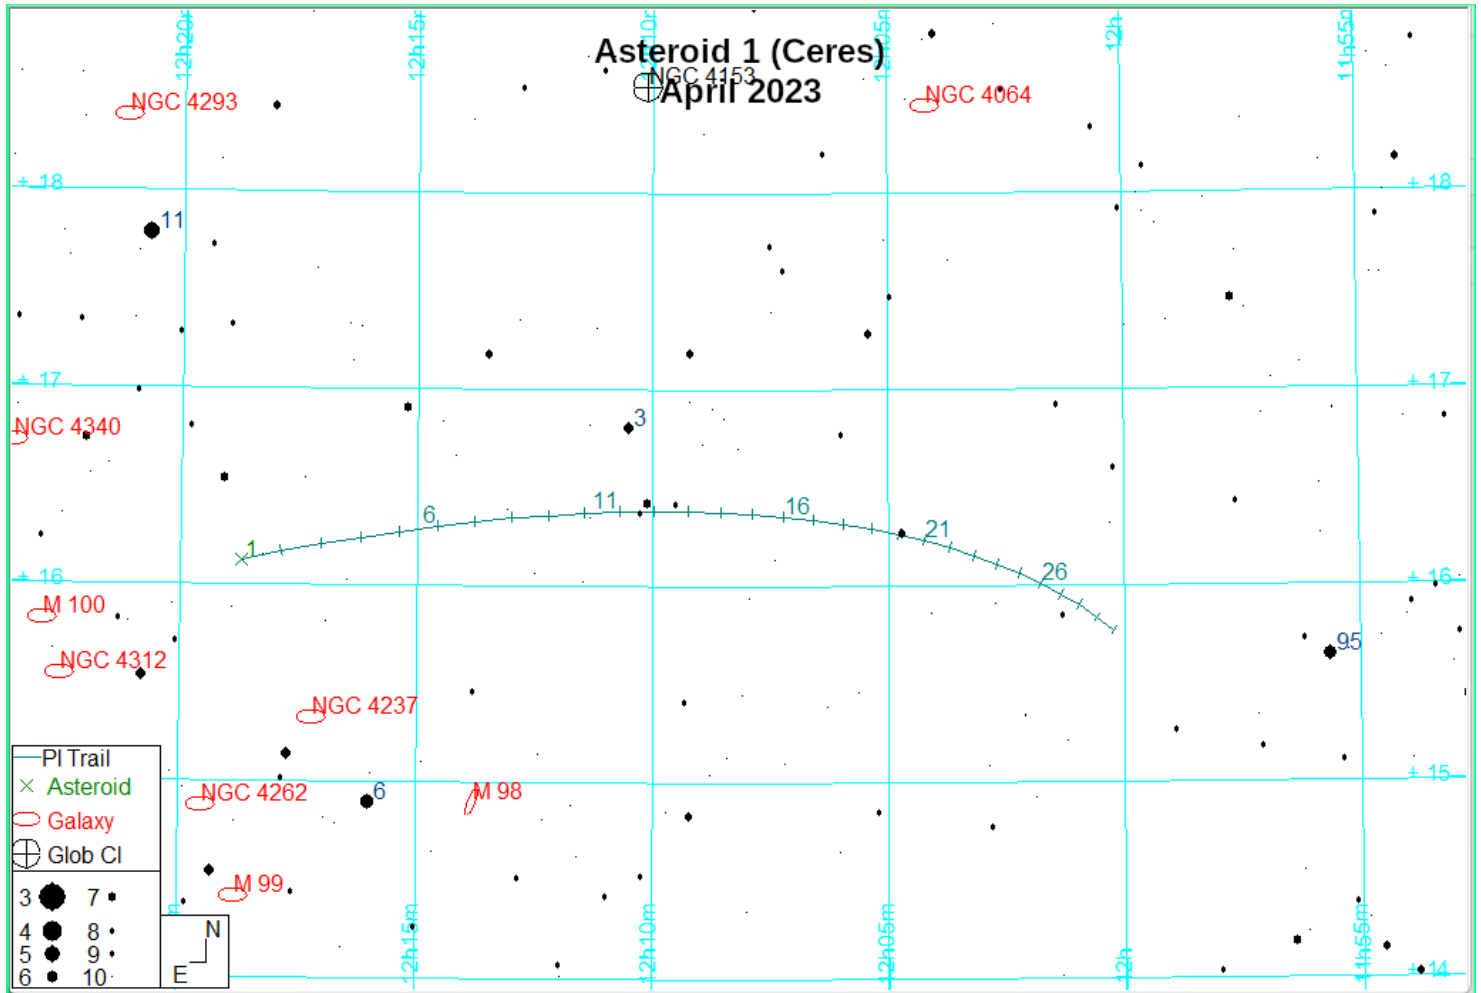 12h20m
12h15m
12h10m
12h05m
12h
11h55m
Asteroid 1 (Ceres)
April 2023
NGC 4153
NGC 4293
NGC 4064
+ 18
+ 18
11
+ 17
+ 17
NGC 4340
3
1
6
11
16
21
26
+ 16
+ 16
M 100
NGC 4312
95
NGC 4237
PI Trail
Asteroid
Galaxy
Glob Cl
3 7
4 8
5 9
6 10
N
E
NGC 4262
6
M 98
+ 15
M 99
12h15m
12h10m
12h05m
12h
11h55m
+ 14